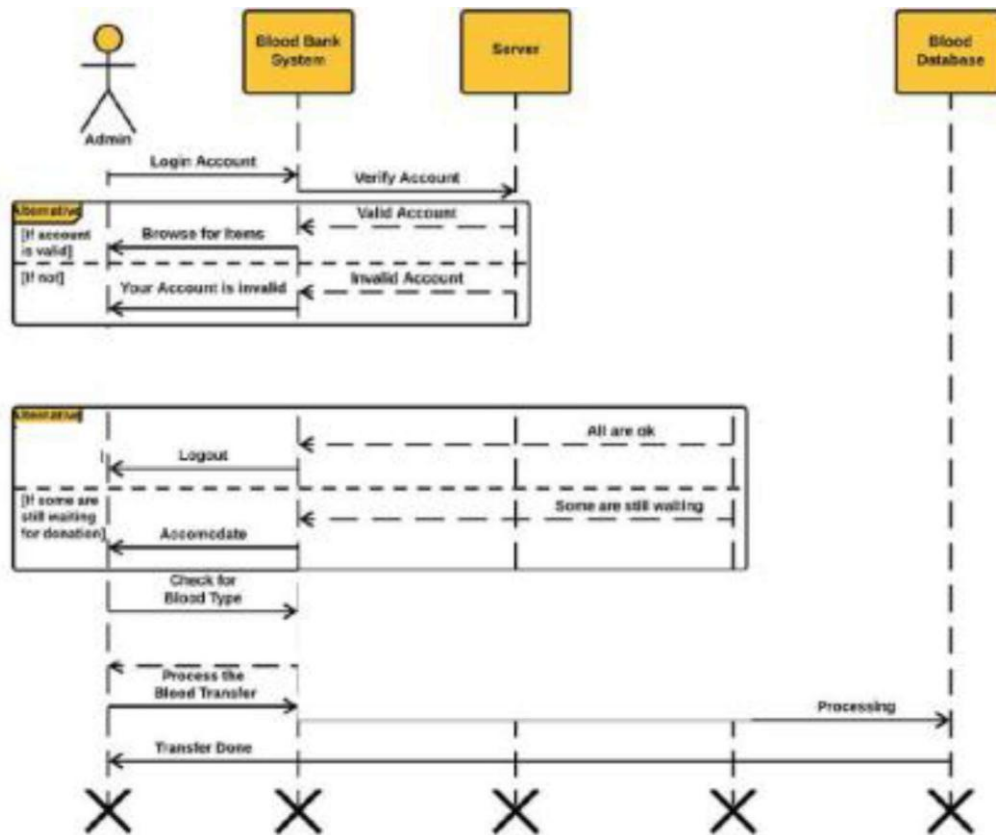 Blood Bank
System
Server
Blood
Database
Admin
Login Account
Verify Account
Alternative
Valid Account
[If account
is valid]
Browse for Items
[If not]
Invalid Account
Your Account is invalid
Alternative
All are ok
[
Logout
[If some are
still waiting
for donation]
Some are still waiting
Accomodate
Check for
Blood Type
Process the
Blood Transfer
Processing
Transfer Done